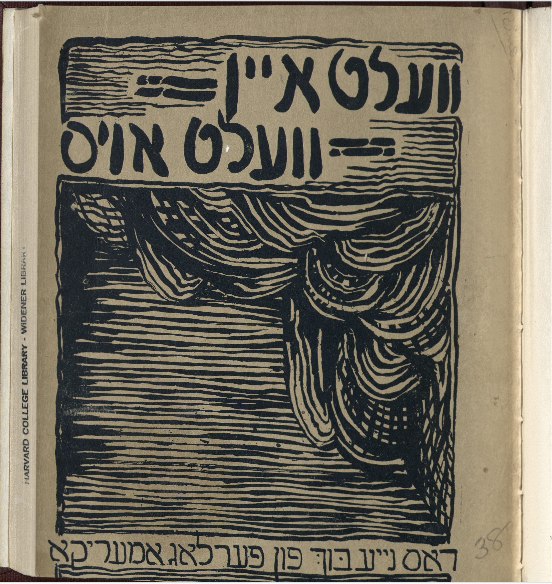 וועלט איין =
= וועלט אויס
דאס נייע בוך פון פערלאג אמעריקא
HARVARD COLLEGE LIBRARY - WIDENER LIBRARY
38